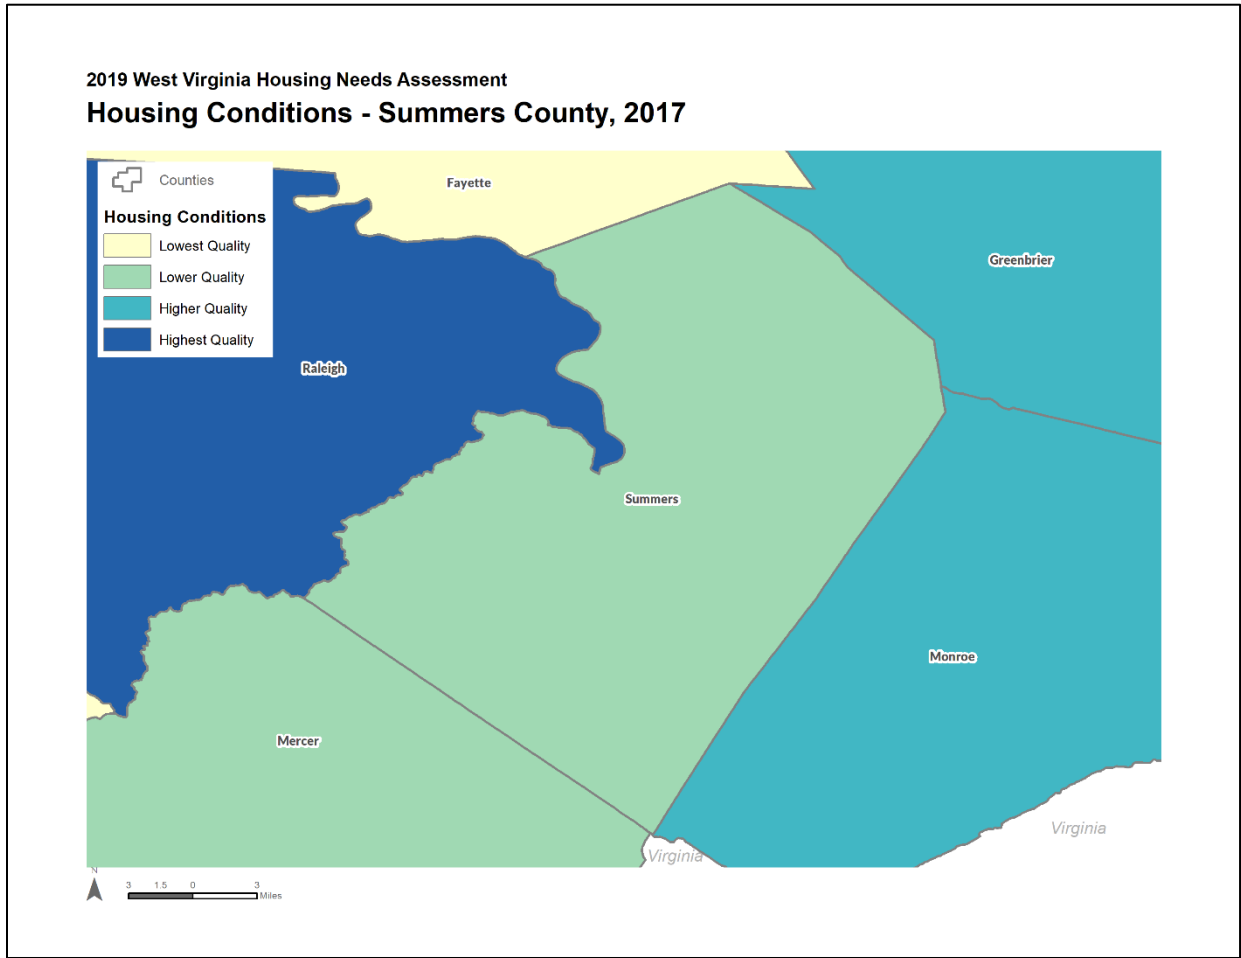 2019 West Virginia Housing Needs Assessment
Housing Conditions - Summers County, 2017
Counties
Housing Conditions
Lowest Quality
Lower Quality
Higher Quality
Highest Quality
Fayette
Greenbrier
Raleigh
Summers
Monroe
Mercer
Virginia
Virginia
N
3 1.5 0 3
Miles